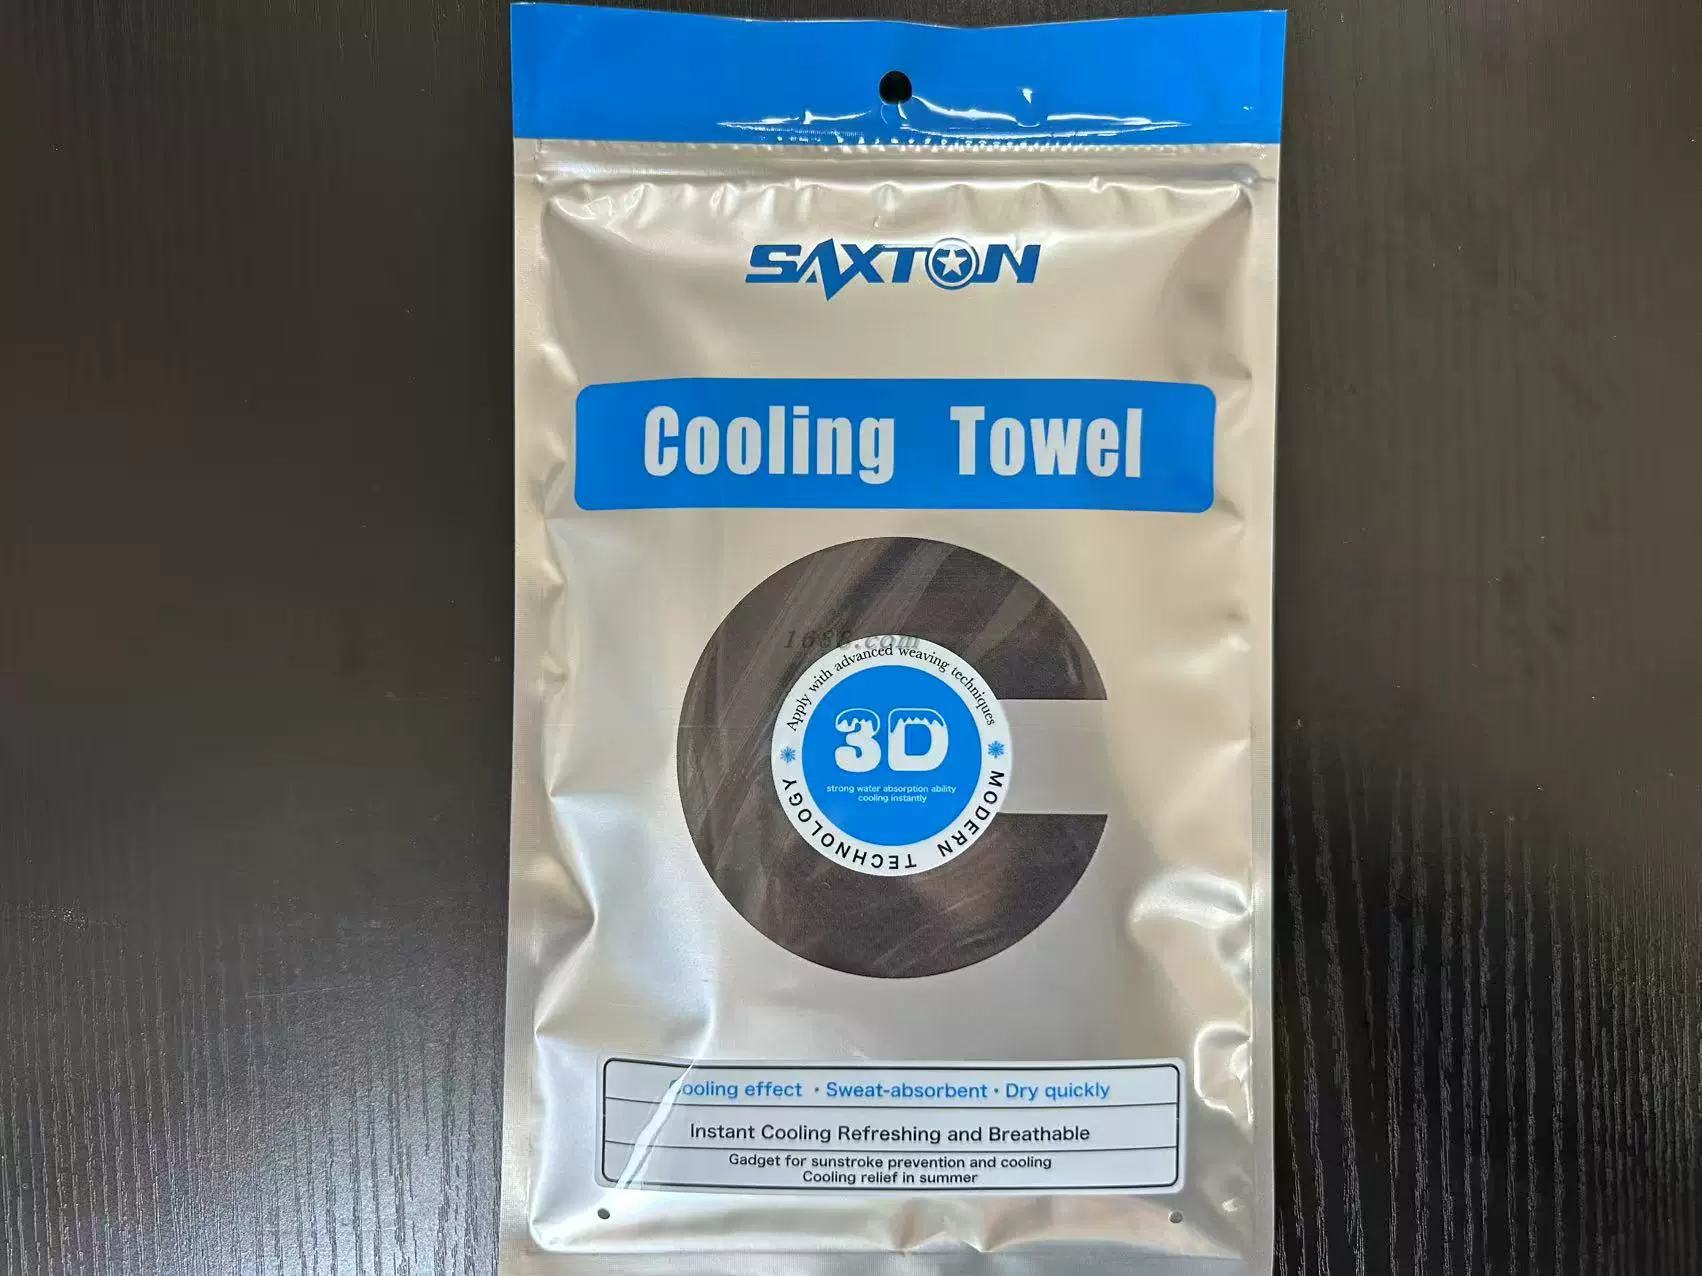 SAXTON
Cooling Towel
1688.com
Apply with advanced weaving techniques
3D
strong water absorption ability
cooling instantly
MODERN TECHNOLOGY
Cooling effect · Sweat-absorbent · Dry quickly
Instant Cooling Refreshing and Breathable
Gadget for sunstroke prevention and cooling
Cooling relief in summer